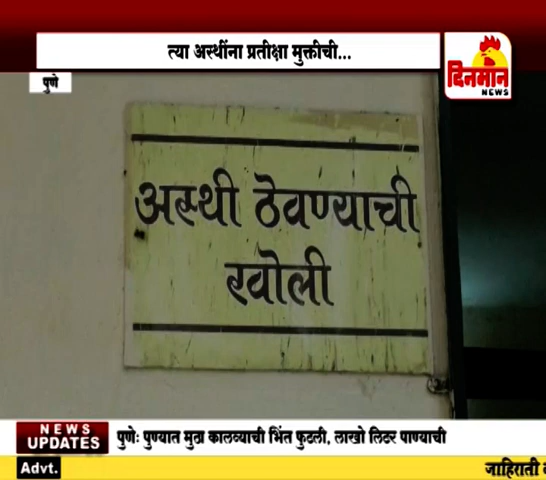 त्या अस्थींना प्रतीक्षा मुक्तीची...
पुणे
दिनमान
NEWS
अस्थी ठेवण्याची
खोली
NEWS
UPDATES
पुणेः पुण्यात मुठा कालव्याची भिंत फुटली, लाखो लिटर पाण्याची
Advt.
जाहिराती